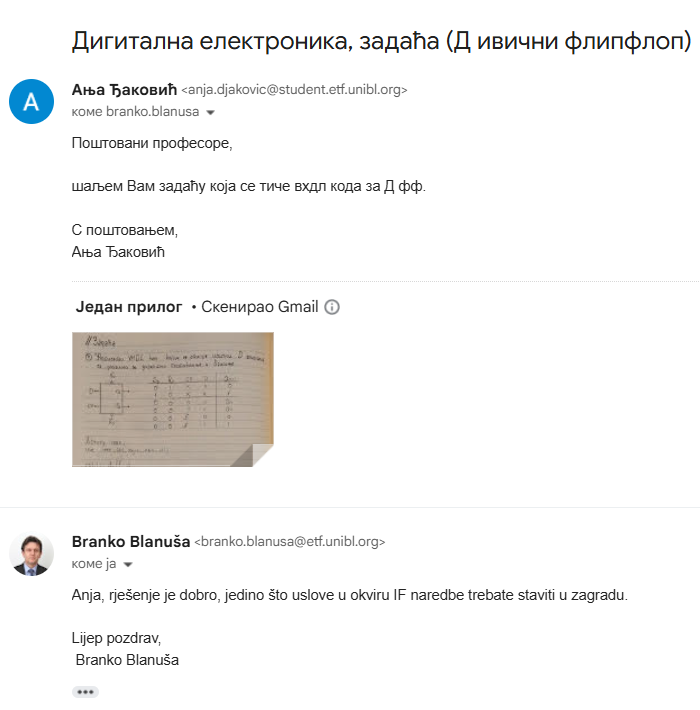 Дигитална електроника, задаћа (Д ивични флипфлоп)
А
Ања Ђаковић <anja.djakovic@student.etf.unibl.org>
коме branko.blanusa
Поштовани професоре,
шаљем Вам задаћу која се тиче вхдл кода за Д фф.
С поштовањем,
Ања Ђаковић
Један прилог • Скенирао Gmail
Branko Blanuša <branko.blanusa@etf.unibl.org>
коме ја
Anja, rješenje je dobro, jedino što uslove u okviru IF naredbe trebate staviti u zagradu.
Lijep pozdrav,
Branko Blanuša